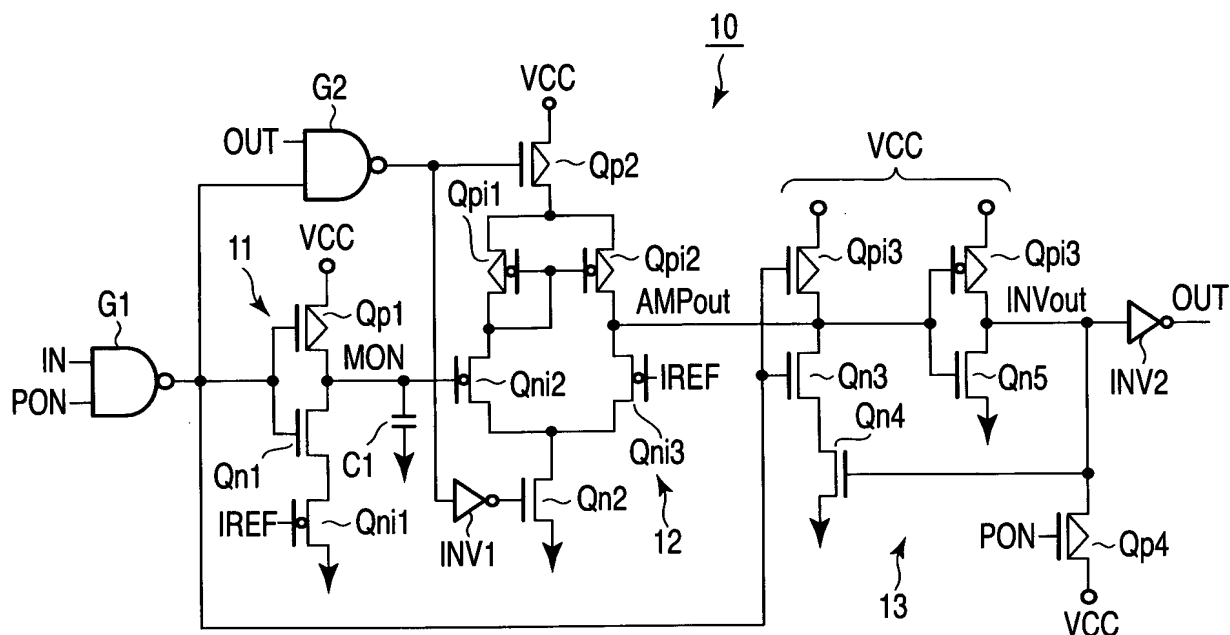 10
VCC
G2
OUT
Qp2
VCC
Qpi1
VCC
11
Qpi2
Qpi3
Qpi3
G1
Qp1
AMPout
INVout
OUT
IN
MON
PON
Qni2
IREF
Qn3
Qn5
INV2
Qn4
Qn1
C1
Qni3
Qn2
IREF
Qni1
INV1
12
PON
Qp4
13
VCC